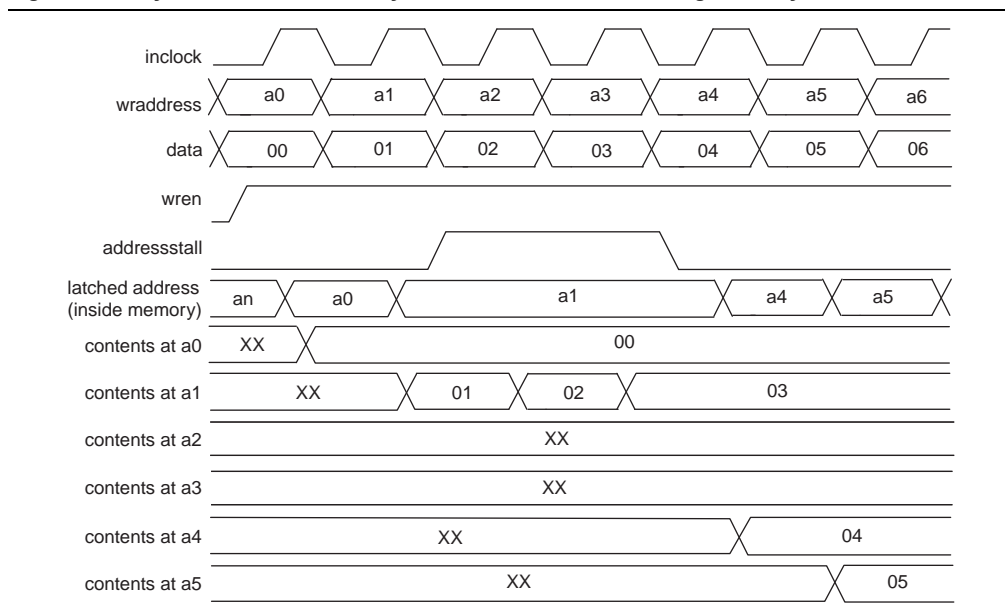 inclock
wraddress a0 a1 a2 a3 a4 a5 a6
data 00 01 02 03 04 05 06
wren
addressstall
latched address
(inside memory) an a0 a1 a4 a5
contents at a0 XX 00
contents at a1 XX 01 02 03
contents at a2 XX
contents at a3 XX
contents at a4 XX 04
contents at a5 XX 05